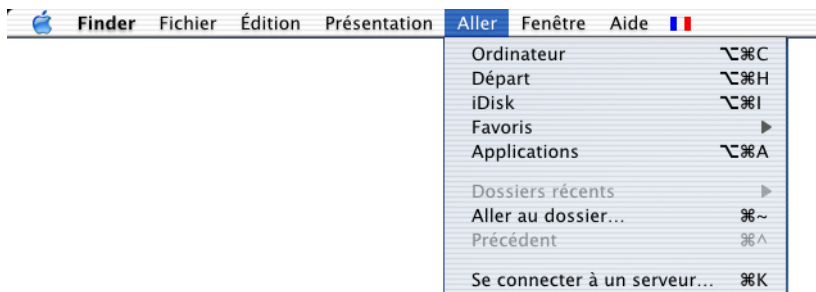 Finder Fichier Édition Présentation Aller Fenêtre Aide
Ordinateur ⌥⌘C
Départ ⌥⌘H
iDisk ⌥⌘I
Favoris
Applications ⌥⌘A
Dossiers récents
Aller au dossier... ⌘~
Précédent ⌘^
Se connecter à un serveur... ⌘K